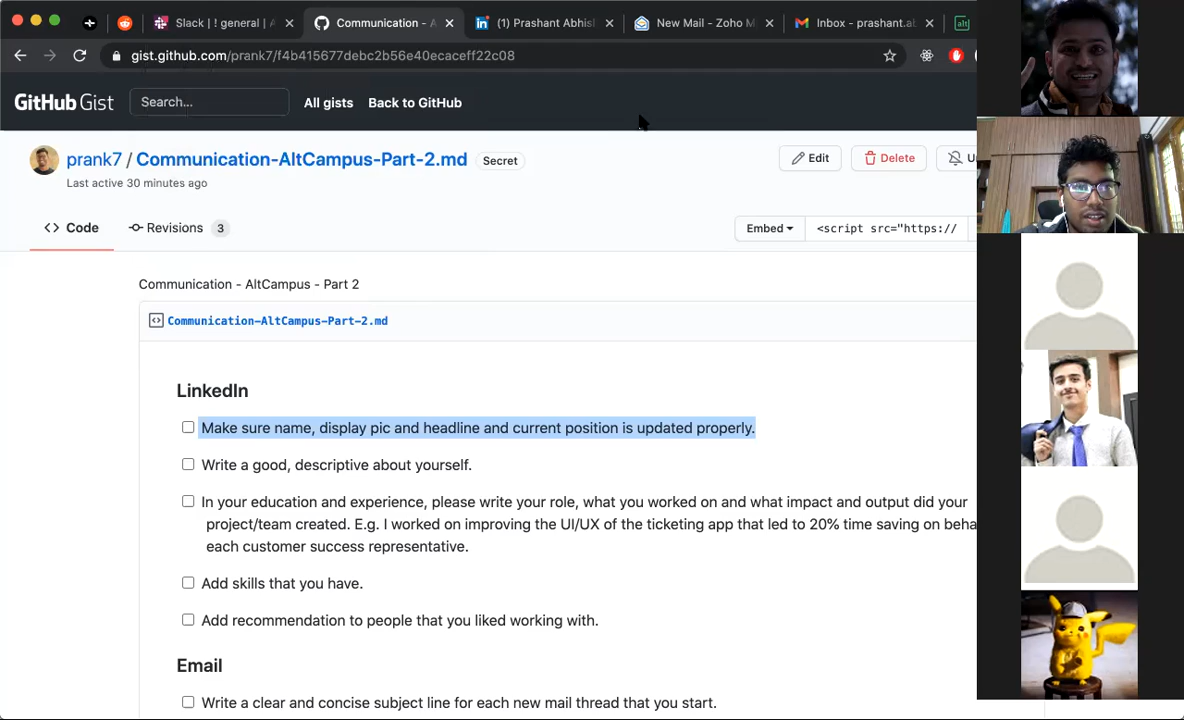 Slack | ! general | A
Communication - A
(1) Prashant Abhis
New Mail - Zoho M
Inbox - prashant.a
alt
gist.github.com/prank7/f4b415677debc2b56e40ecaceff22c08
GitHub Gist
Search...
All gists
Back to GitHub
prank7 / Communication-AltCampus-Part-2.md
Secret
Edit
Delete
U
Last active 30 minutes ago
Code
Revisions 3
Embed
<script src="https://
Communication - AltCampus - Part 2
Communication-AltCampus-Part-2.md
LinkedIn
Make sure name, display pic and headline and current position is updated properly.
Write a good, descriptive about yourself.
In your education and experience, please write your role, what you worked on and what impact and output did your
project/team created. E.g. I worked on improving the UI/UX of the ticketing app that led to 20% time saving on beha
each customer success representative.
Add skills that you have.
Add recommendation to people that you liked working with.
Email
Write a clear and concise subject line for each new mail thread that you start.